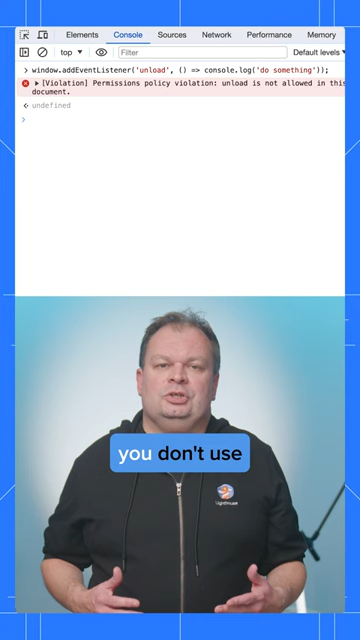 Elements Console Sources Network Performance Memory
top ▼ Filter Default levels ▼
> window.addEventListener('unload', () => console.log('do something'));
▶ [Violation] Permissions policy violation: unload is not allowed in this
document.
< undefined
>
you don't use
Lighthouse